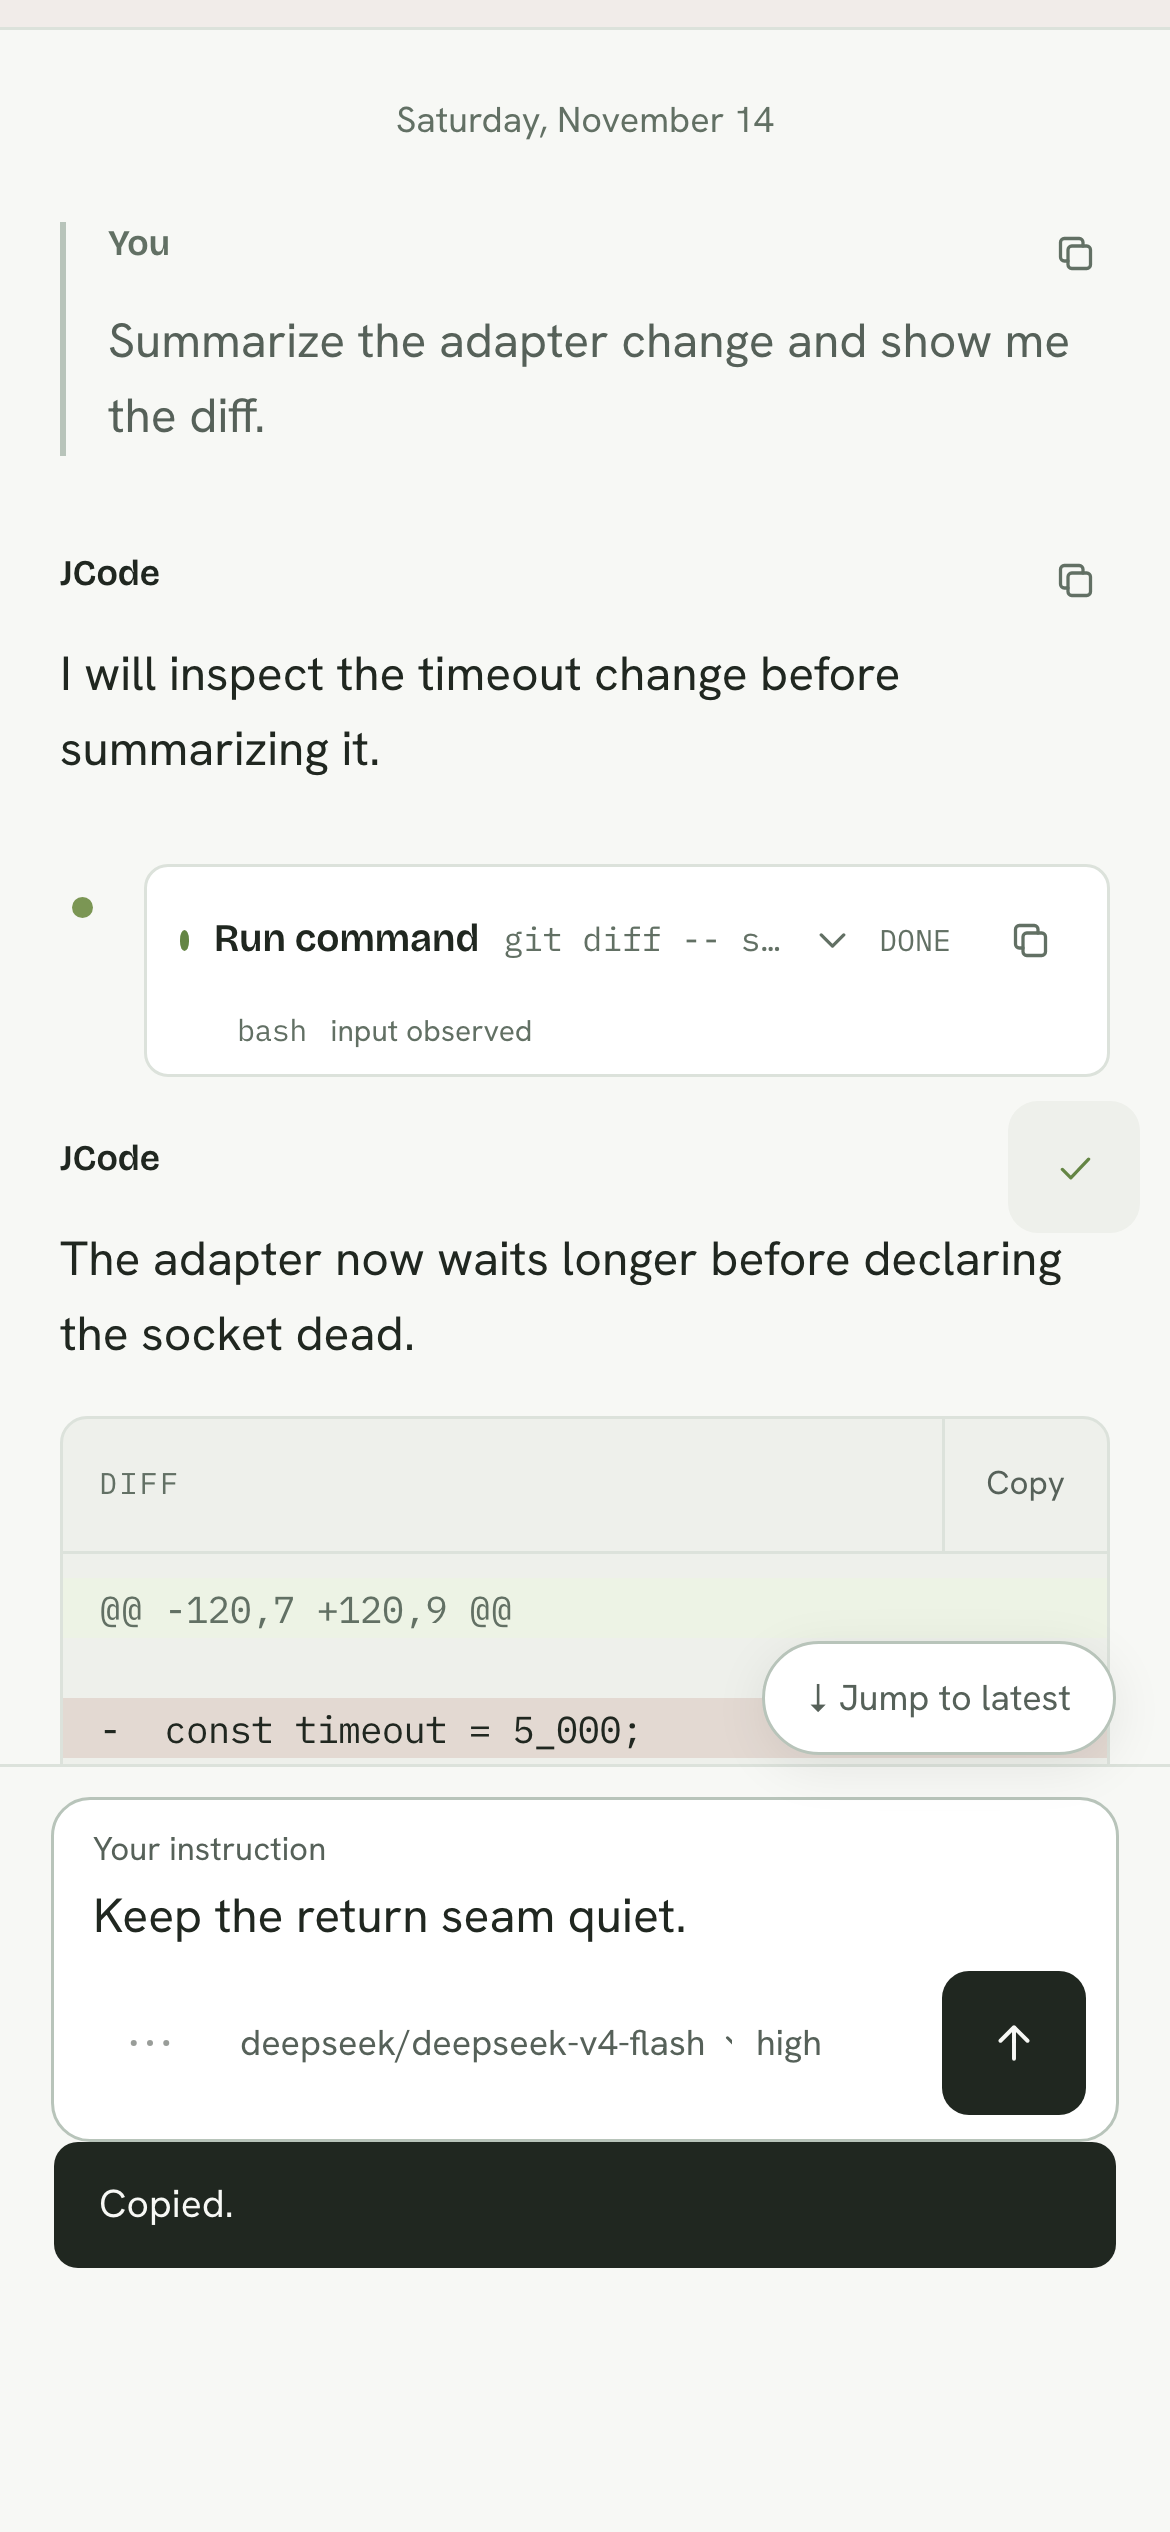 Saturday, November 14
You
Summarize the adapter change and show me
the diff.
JCode
I will inspect the timeout change before
summarizing it.
Run command git diff -- s… DONE
bash input observed
JCode
The adapter now waits longer before declaring
the socket dead.
DIFF Copy
@@ -120,7 +120,9 @@
↓ Jump to latest
-  const timeout = 5_000;
Your instruction
Keep the return seam quiet.
··· deepseek/deepseek-v4-flash ` high
Copied.